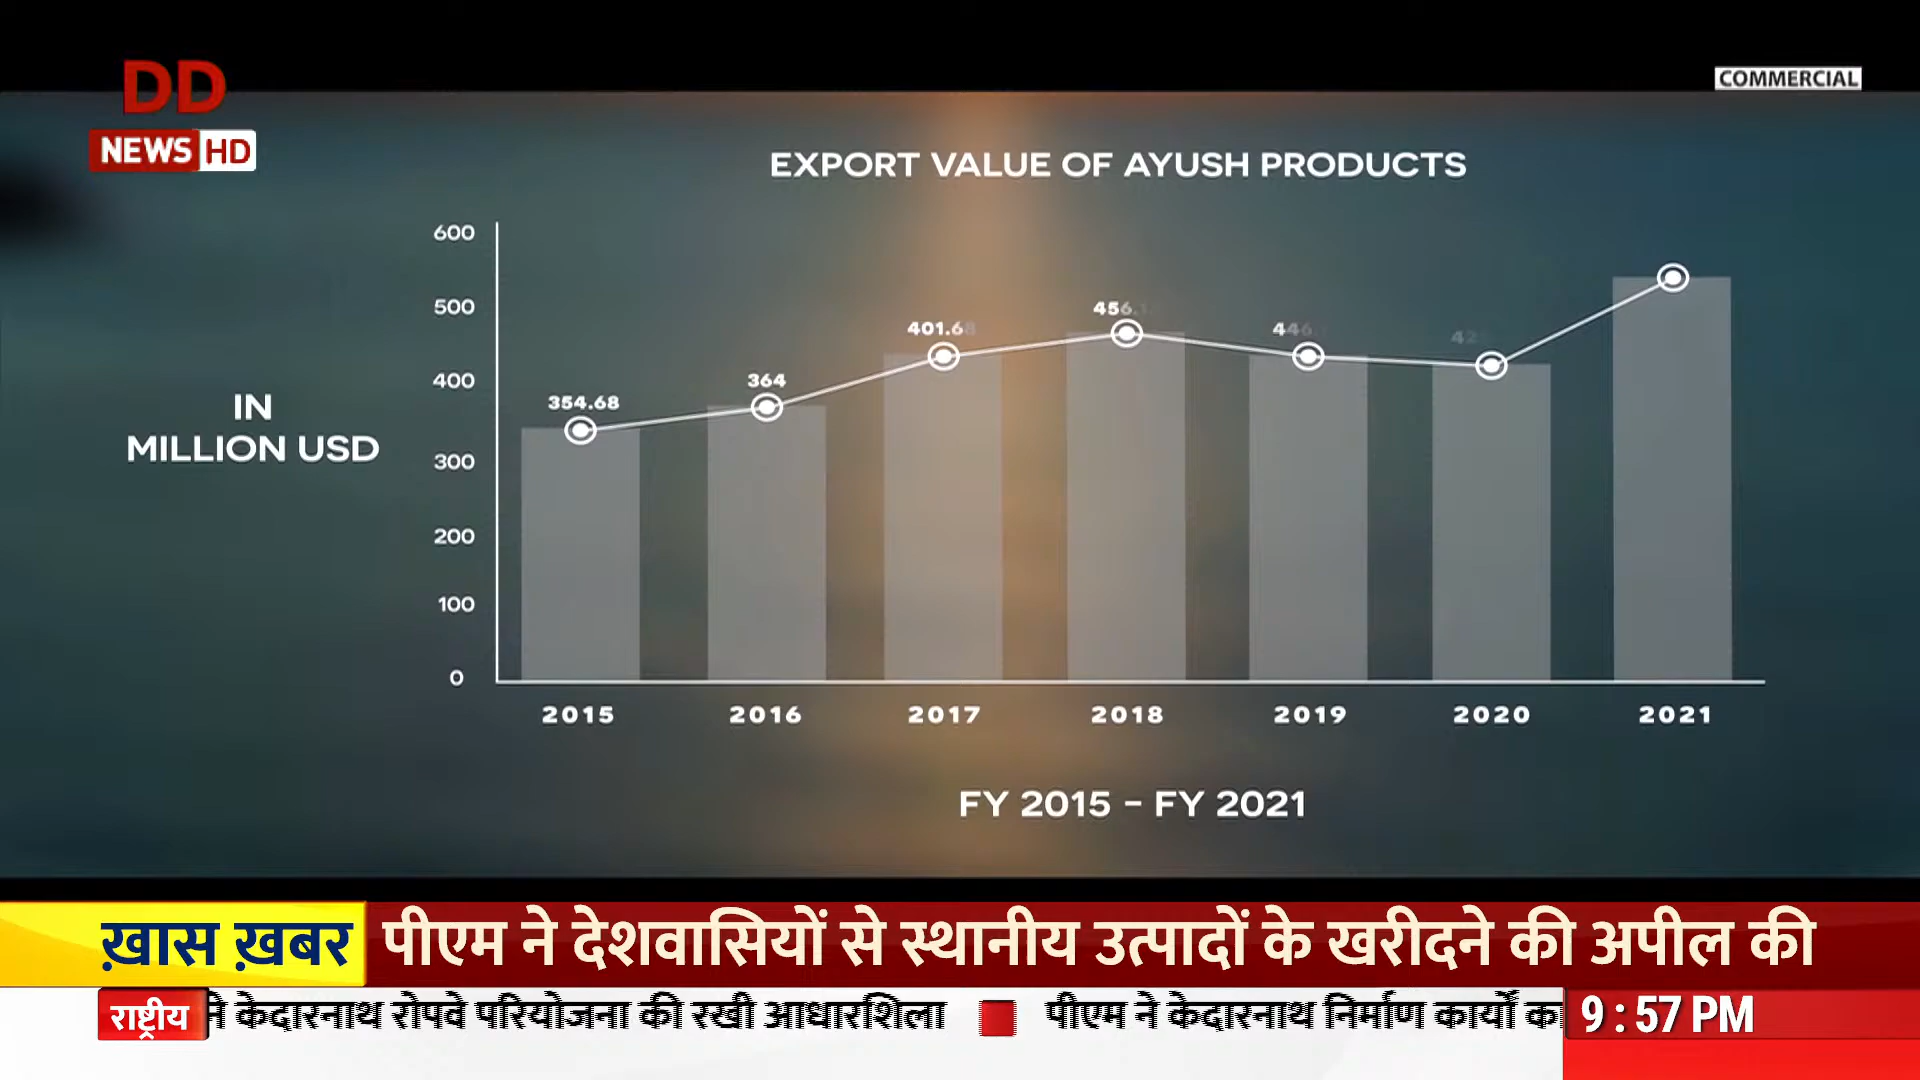 DD
NEWS HD
COMMERCIAL
EXPORT VALUE OF AYUSH PRODUCTS
IN
MILLION USD
600
500
400
300
200
100
0
354.68
364
401.68
2015 2016 2017 2018 2019 2020 2021
FY 2015 – FY 2021
ख़ास ख़बर पीएम ने देशवासियों से स्थानीय उत्पादों के खरीदने की अपील की
राष्ट्रीय केदारनाथ रोपवे परियोजना की रखी आधारशिला पीएम ने केदारनाथ निर्माण कार्यों 9 : 57 PM